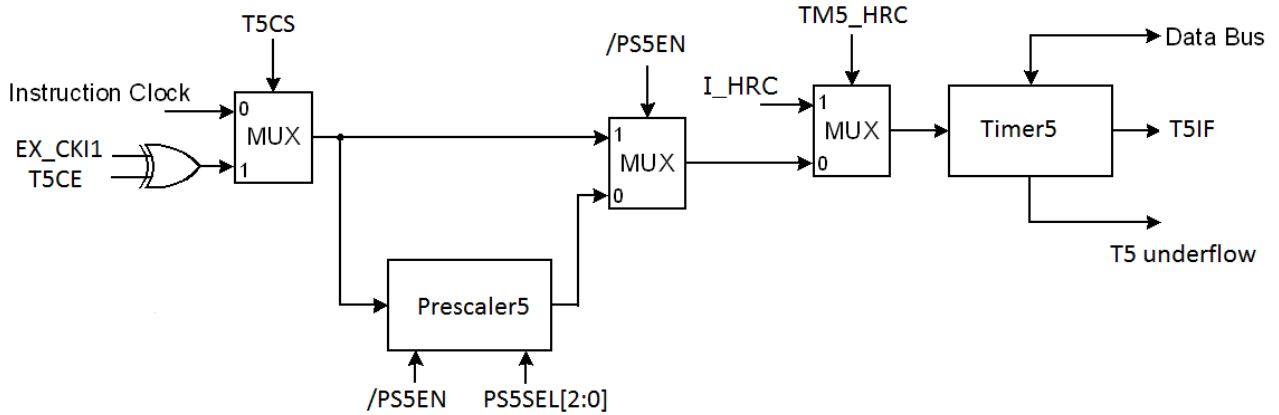 T5CS
TM5_HRC
/PS5EN
Data Bus
Instruction Clock
0
I_HRC
1
MUX
1
MUX
Timer5
T5IF
EX_CKI1
1
MUX
0
T5CE
0
T5 underflow
Prescaler5
/PS5EN
PS5SEL[2:0]